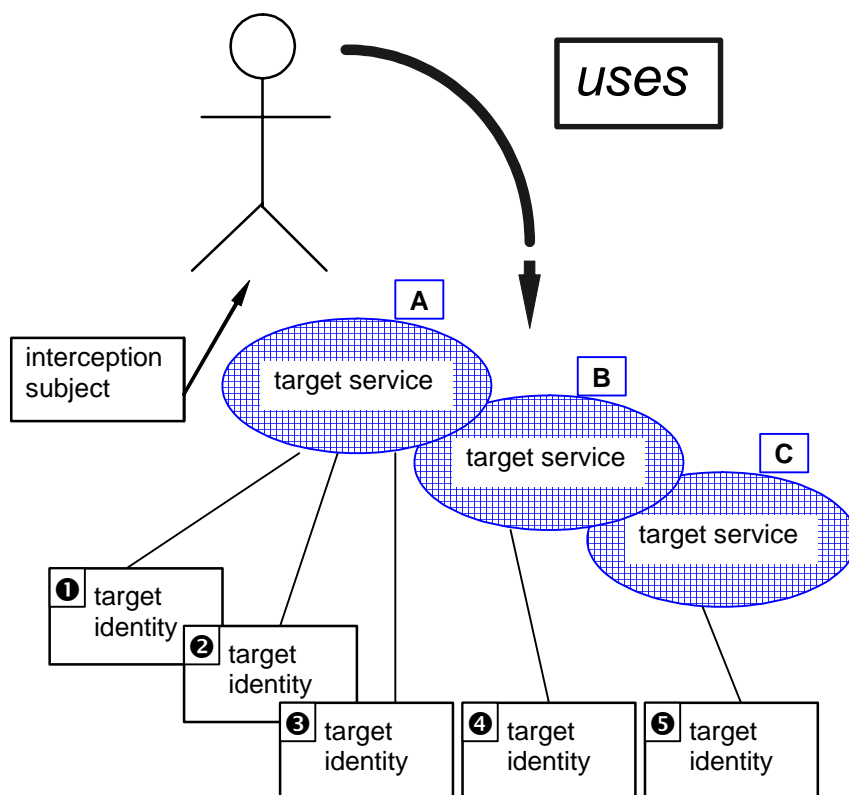 uses
A
interception
subject
target service
B
target service
C
target service
❶ target
identity
❷ target
identity
❸ target
identity
❹ target
identity
❺ target
identity